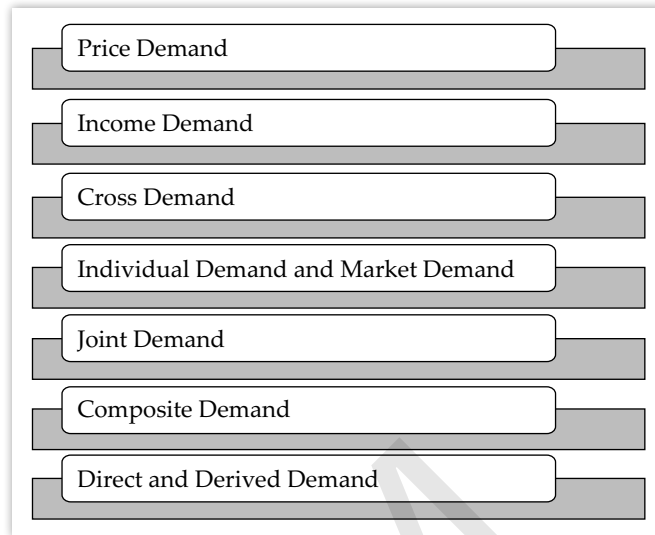 Price Demand
Income Demand
Cross Demand
Individual Demand and Market Demand
Joint Demand
Composite Demand
Direct and Derived Demand